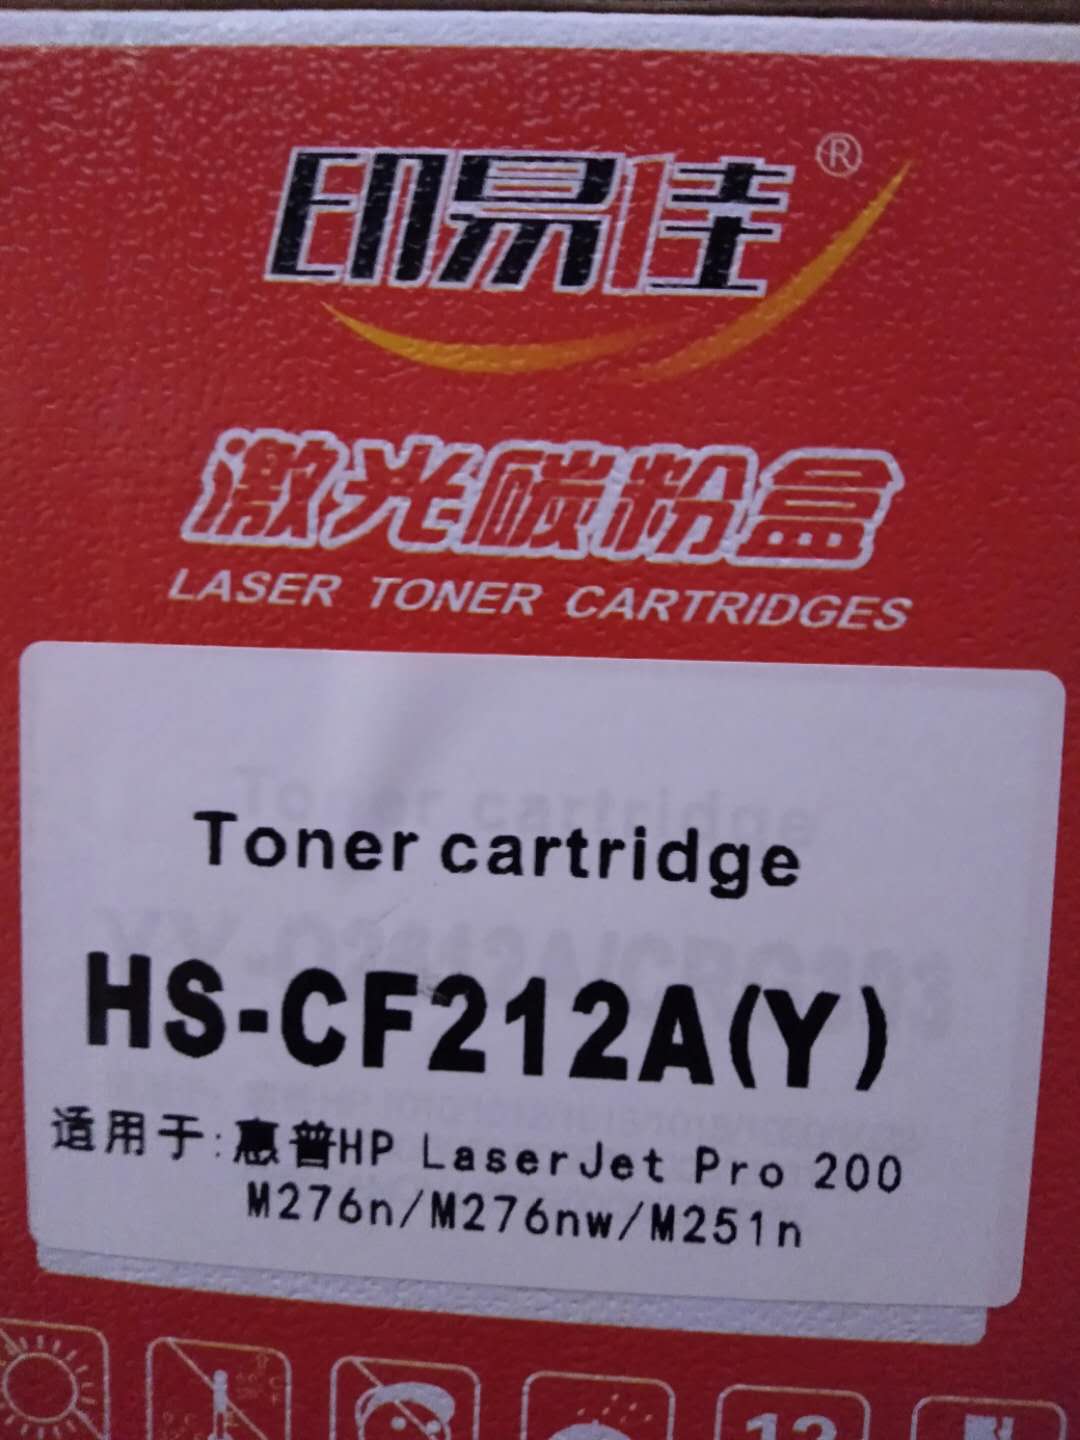 印易佳®
激光碳粉盒
LASER TONER CARTRIDGES
Toner cartridge
HS-CF212A(Y)
适用于:惠普HP LaserJet Pro 200
M276n/M276nw/M251n